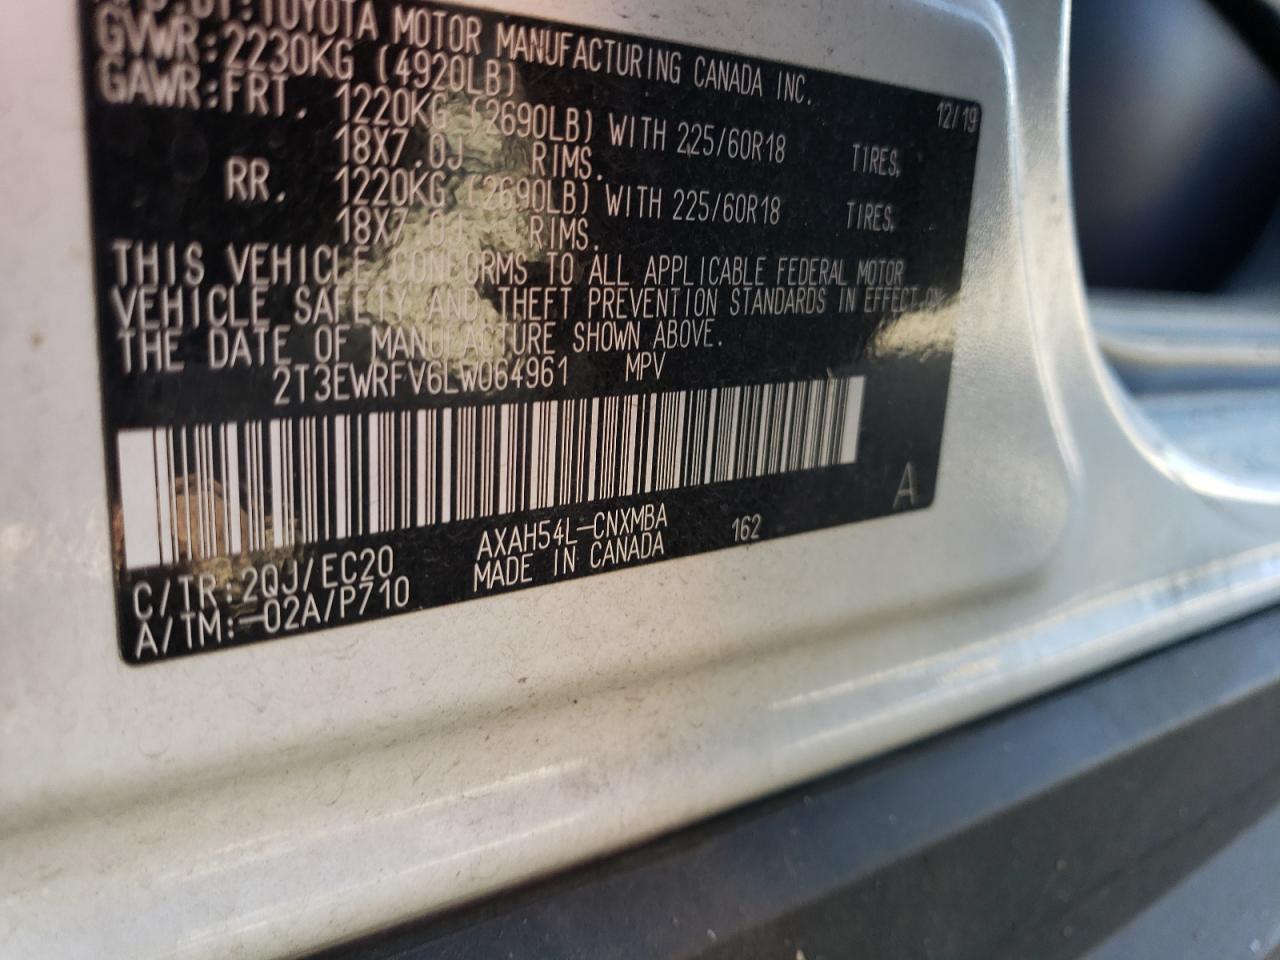 TOYOTA MOTOR MANUFACTURING CANADA INC.
GVWR:2230KG (4920LB) 12/19
GAWR:FRT. 1220KG (2690LB) WITH 225/60R18 TIRES,
18X7.0J RIMS.
RR. 1220KG (2690LB) WITH 225/60R18 TIRES,
18X7.0J RIMS.
THIS VEHICLE CONFORMS TO ALL APPLICABLE FEDERAL MOTOR
VEHICLE SAFETY AND THEFT PREVENTION STANDARDS IN EFFECT ON
THE DATE OF MANUFACTURE SHOWN ABOVE.
2T3EWRFV6LW064961 MPV
A
C/TR:2QJ/EC20 AXAH54L-CNXMBA 162
A/TM:-02A/P710 MADE IN CANADA